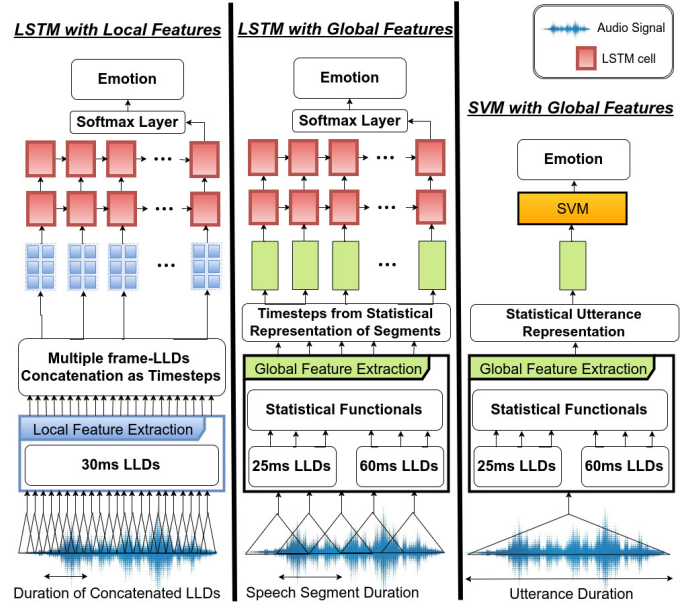 LSTM with Local Features
Emotion
Softmax Layer
...
...
...
Multiple frame-LLDs
Concatenation as Timesteps
Local Feature Extraction
30ms LLDs
Duration of Concatenated LLDs
LSTM with Global Features
Emotion
Softmax Layer
...
...
...
Timesteps from Statistical
Representation of Segments
Global Feature Extraction
Statistical Functionals
25ms LLDs
60ms LLDs
Speech Segment Duration
Audio Signal
LSTM cell
SVM with Global Features
Emotion
SVM
Statistical Utterance
Representation
Global Feature Extraction
Statistical Functionals
25ms LLDs
60ms LLDs
Utterance Duration